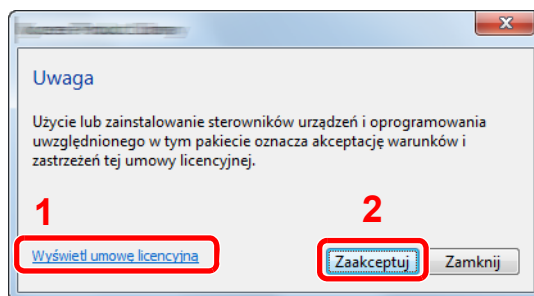 Uwaga
Użycie lub zainstalowanie sterowników urządzeń i oprogramowania
uwzględnionego w tym pakiecie oznacza akceptację warunków i
zastrzeżeń tej umowy licencyjnej.
1
2
Wyświetl umowę licencyjną
Zaakceptuj
Zamknij